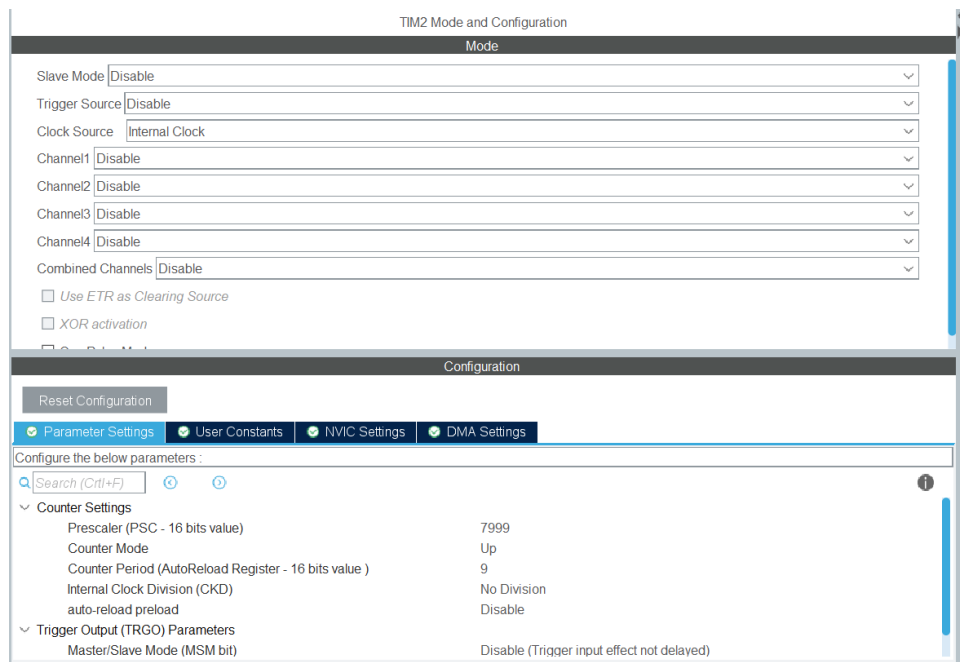 TIM2 Mode and Configuration
Mode
Slave Mode Disable
Trigger Source Disable
Clock Source Internal Clock
Channel1 Disable
Channel2 Disable
Channel3 Disable
Channel4 Disable
Combined Channels Disable
Use ETR as Clearing Source
XOR activation
Configuration
Reset Configuration
Parameter Settings User Constants NVIC Settings DMA Settings
Configure the below parameters :
Search (Crtl+F)
Counter Settings
Prescaler (PSC - 16 bits value) 7999
Counter Mode Up
Counter Period (AutoReload Register - 16 bits value ) 9
Internal Clock Division (CKD) No Division
auto-reload preload Disable
Trigger Output (TRGO) Parameters
Master/Slave Mode (MSM bit) Disable (Trigger input effect not delayed)